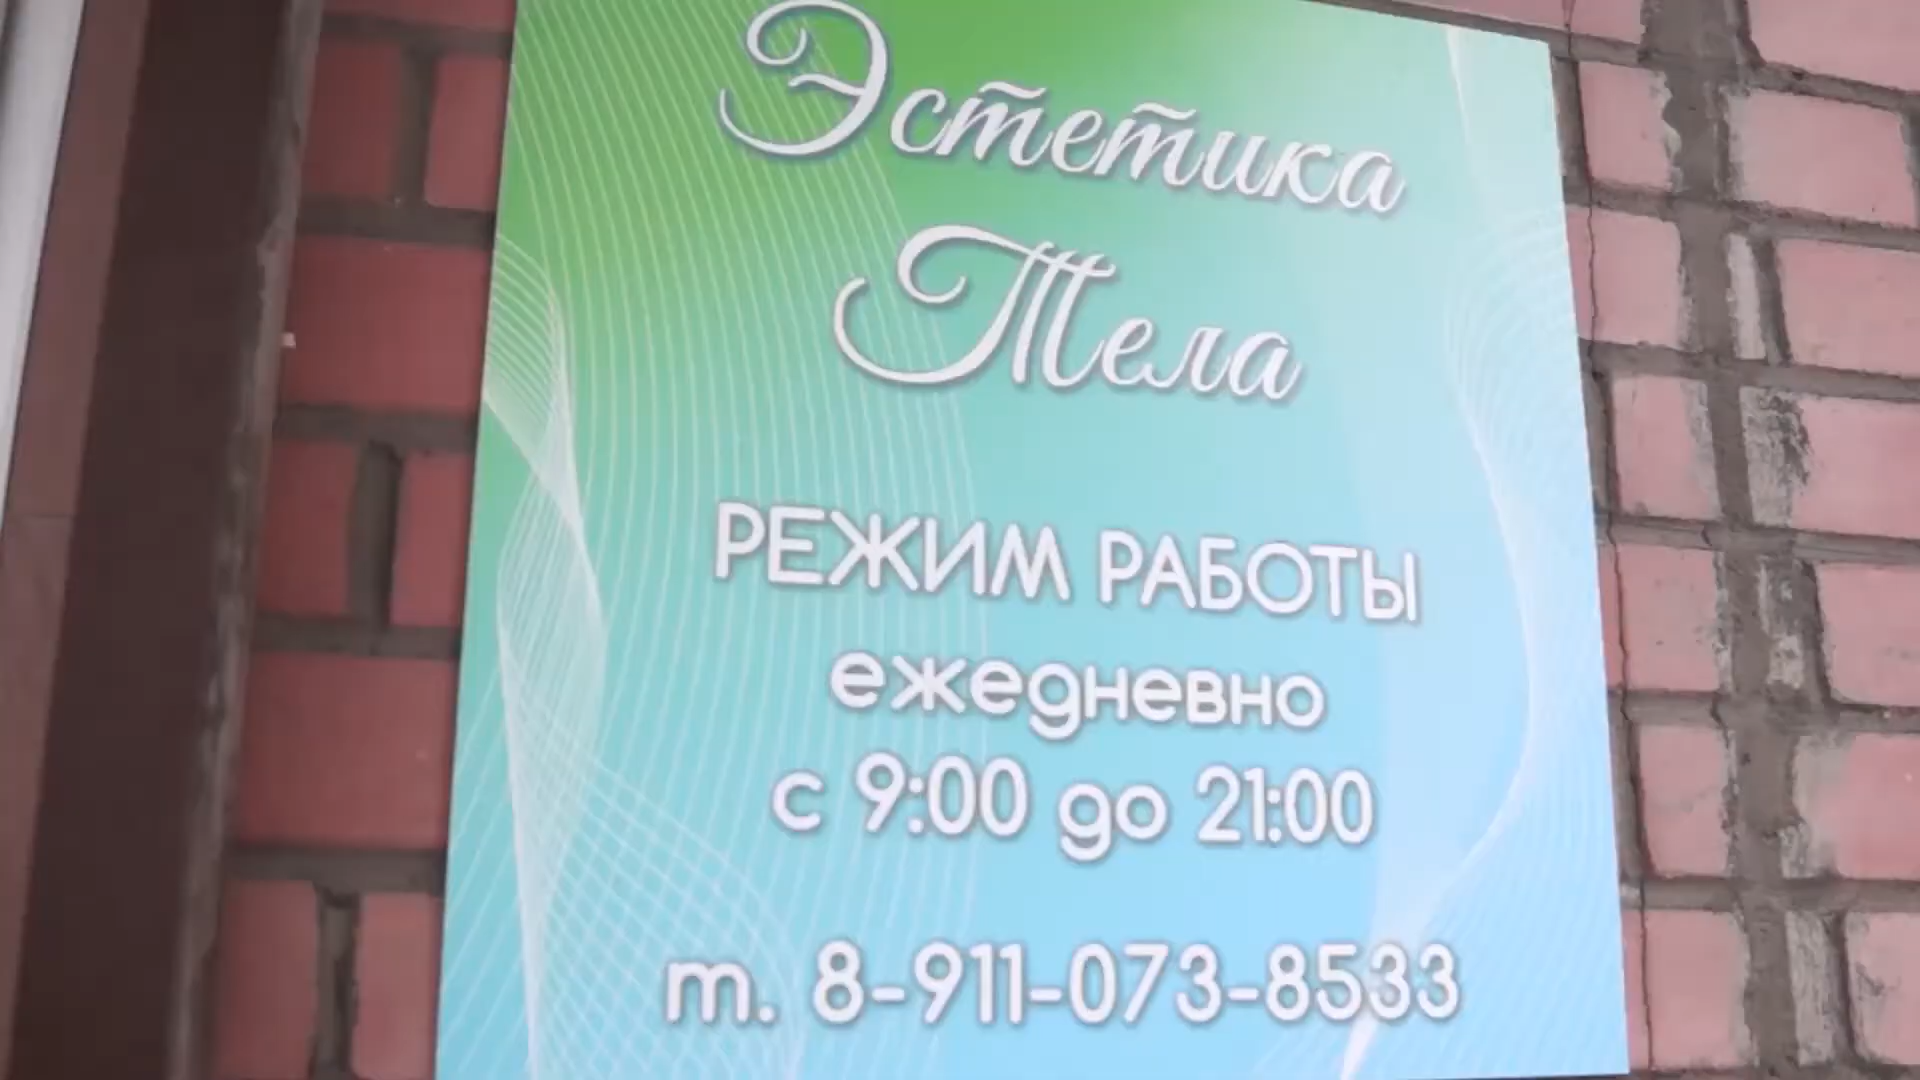 Эстетика
Тела
РЕЖИМ РАБОТЫ
ежедневно
с 9:00 до 21:00
т. 8-911-073-8533